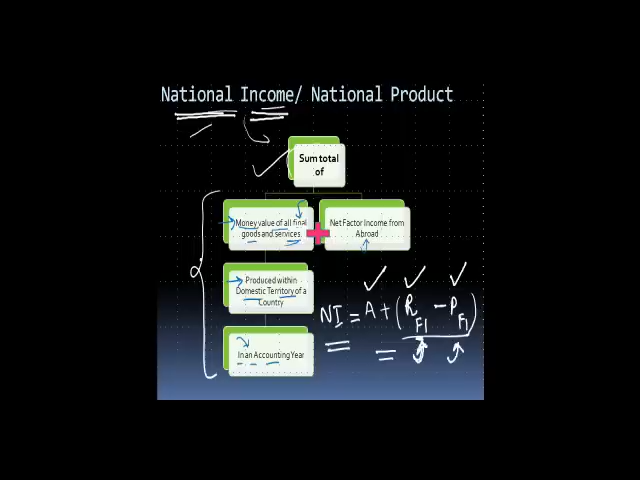 National Income/ National Product
Sum total
of
Money value of all final
goods and services.
Net Factor Income from
Abroad
Produced within
Domestic Territory of a
Country
In an Accounting Year
NI = A + (R FI - P FI)